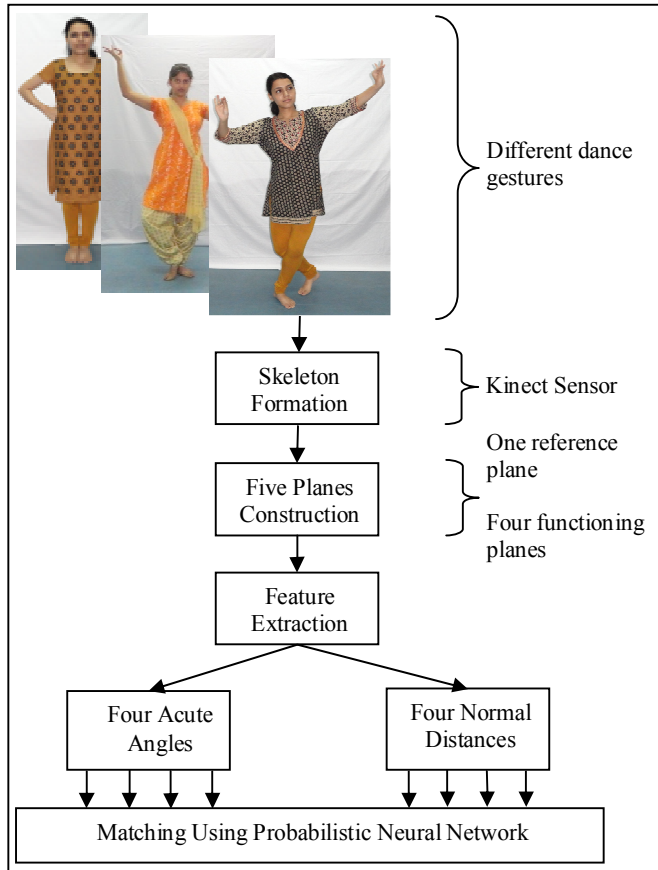 Different dance
gestures
Skeleton
Formation
Kinect Sensor
One reference
plane
Five Planes
Construction
Four functioning
planes
Feature
Extraction
Four Acute
Angles
Four Normal
Distances
Matching Using Probabilistic Neural Network